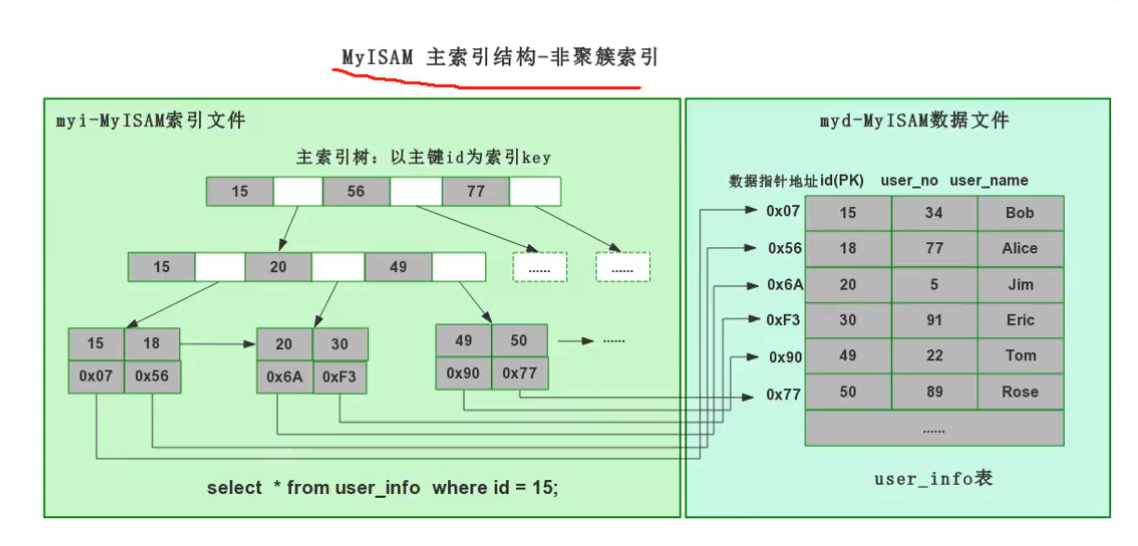 MyISAM 主索引结构-非聚簇索引
myi-MyISAM索引文件
主索引树：以主键id为索引key
15 56 77
15 20 49 ...... ......
15 18 20 30 49 50 ......
0x07 0x56 0x6A 0xF3 0x90 0x77
select * from user_info where id = 15;
myd-MyISAM数据文件
数据指针地址 id(PK) user_no user_name
0x07 15 34 Bob
0x56 18 77 Alice
0x6A 20 5 Jim
0xF3 30 91 Eric
0x90 49 22 Tom
0x77 50 89 Rose
......
user_info表